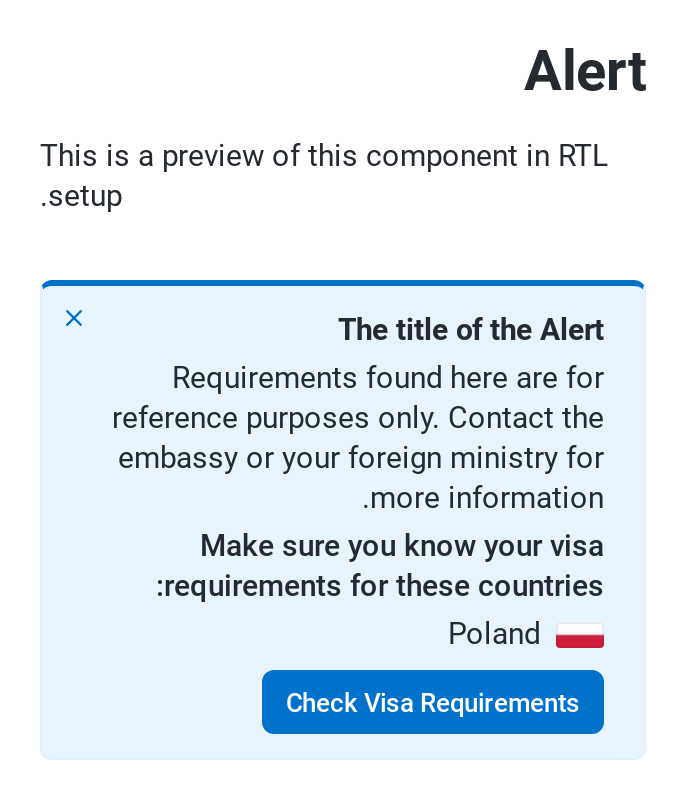 Alert
This is a preview of this component in RTL
.setup
The title of the Alert
Requirements found here are for
reference purposes only. Contact the
embassy or your foreign ministry for
.more information
Make sure you know your visa
:requirements for these countries
Poland
Check Visa Requirements